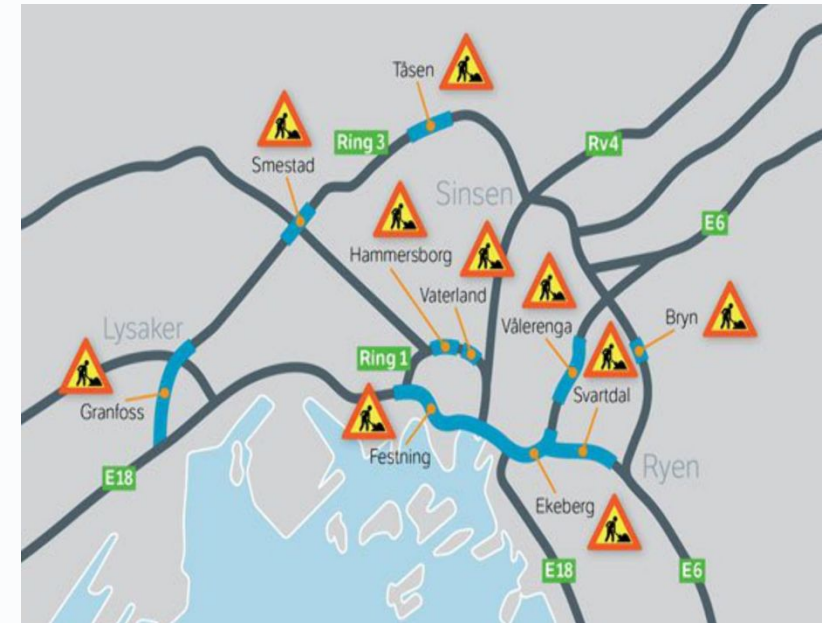 Tåsen
Ring 3
Smestad
Rv4
Sinsen
E6
Hammersborg
Vaterland
Vålerenga
Bryn
Lysaker
Ring 1
Granfoss
Svartdal
Festning
Ryen
E18
Ekeberg
E18
E6